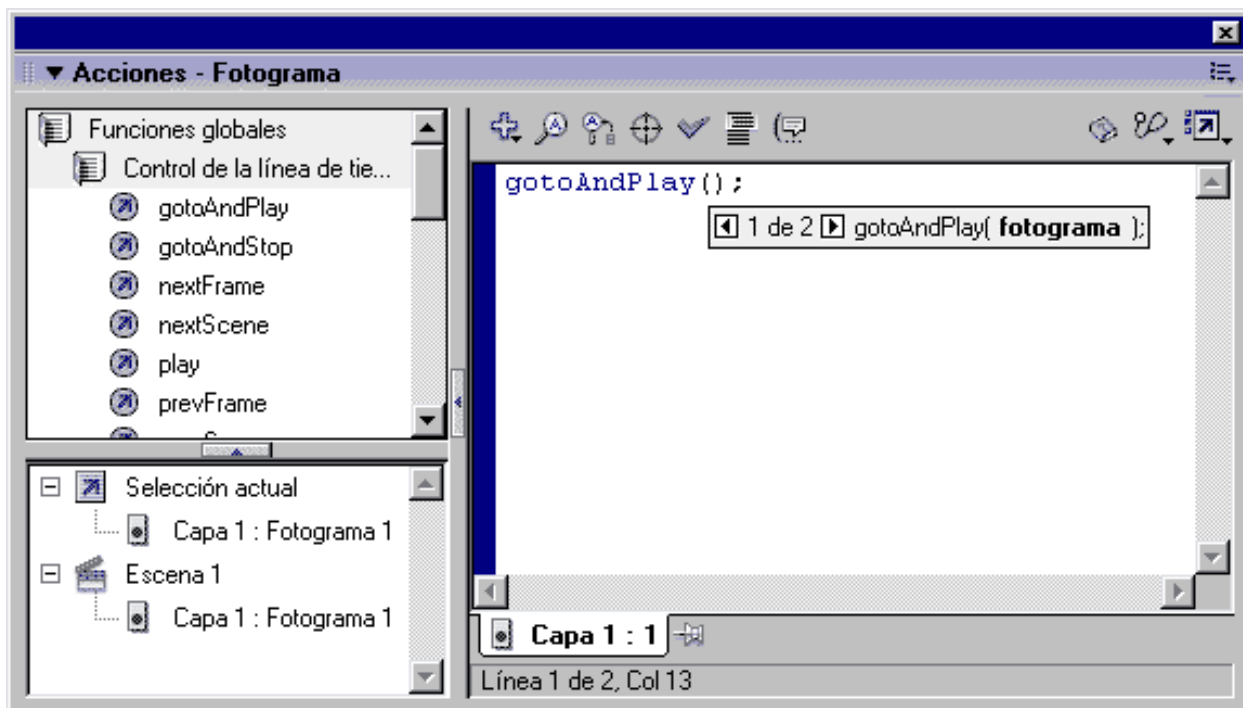 Acciones - Fotograma
Funciones globales
Control de la línea de tie...
gotoAndPlay
gotoAndStop
nextFrame
nextScene
play
prevFrame
Selección actual
Capa 1 : Fotograma 1
Escena 1
Capa 1 : Fotograma 1
gotoAndPlay();
1 de 2 gotoAndPlay( fotograma );
Capa 1 : 1
Línea 1 de 2, Col 13